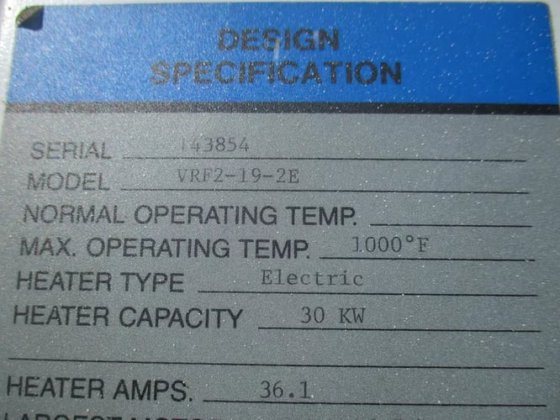 DESIGN
SPECIFICATION
SERIAL 143854
MODEL VRF2-19-2E
NORMAL OPERATING TEMP.
MAX. OPERATING TEMP. 1000°F
HEATER TYPE Electric
HEATER CAPACITY 30 KW
HEATER AMPS. 36.1
LARGEST